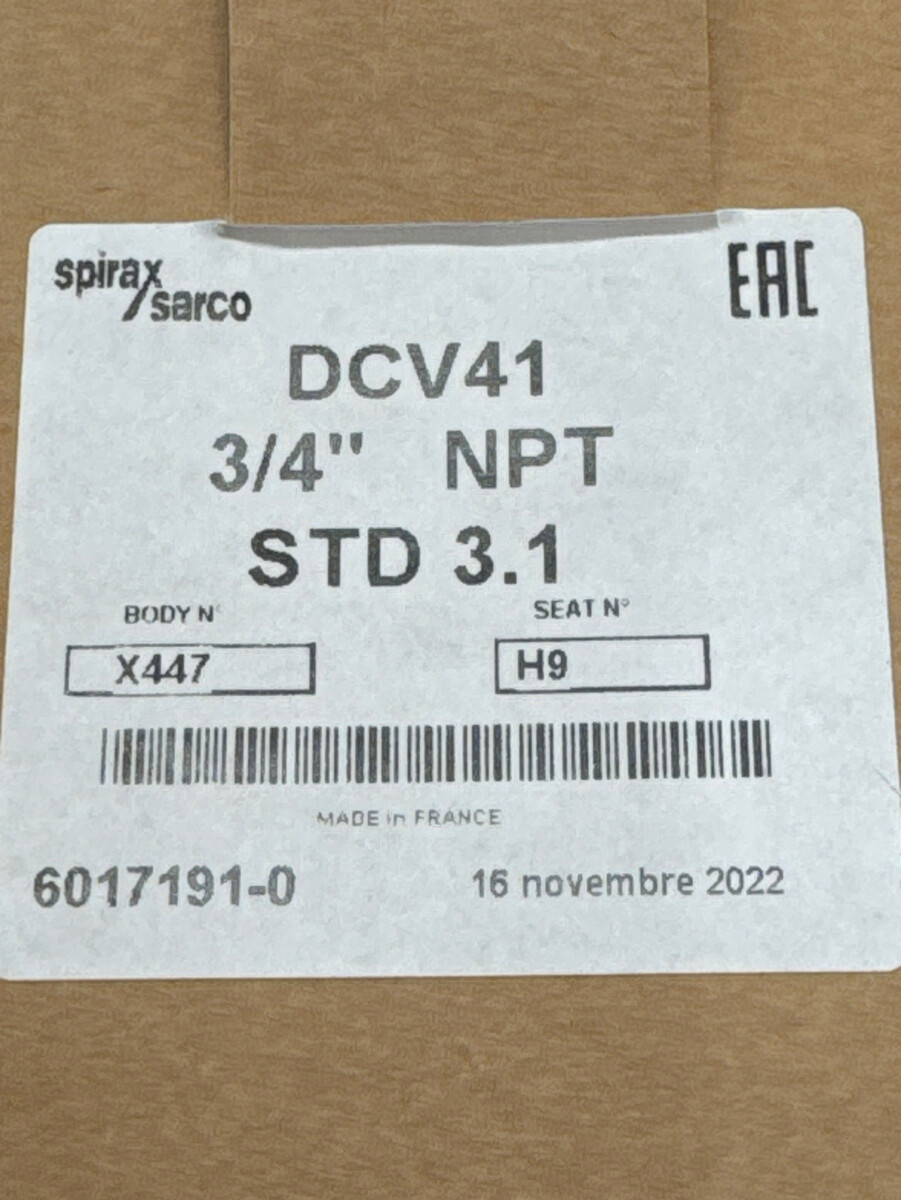 spirax
sarco
EAC
DCV41
3/4" NPT
STD 3.1
BODY N° SEAT N°
X447 H9
MADE in FRANCE
6017191-0 16 novembre 2022